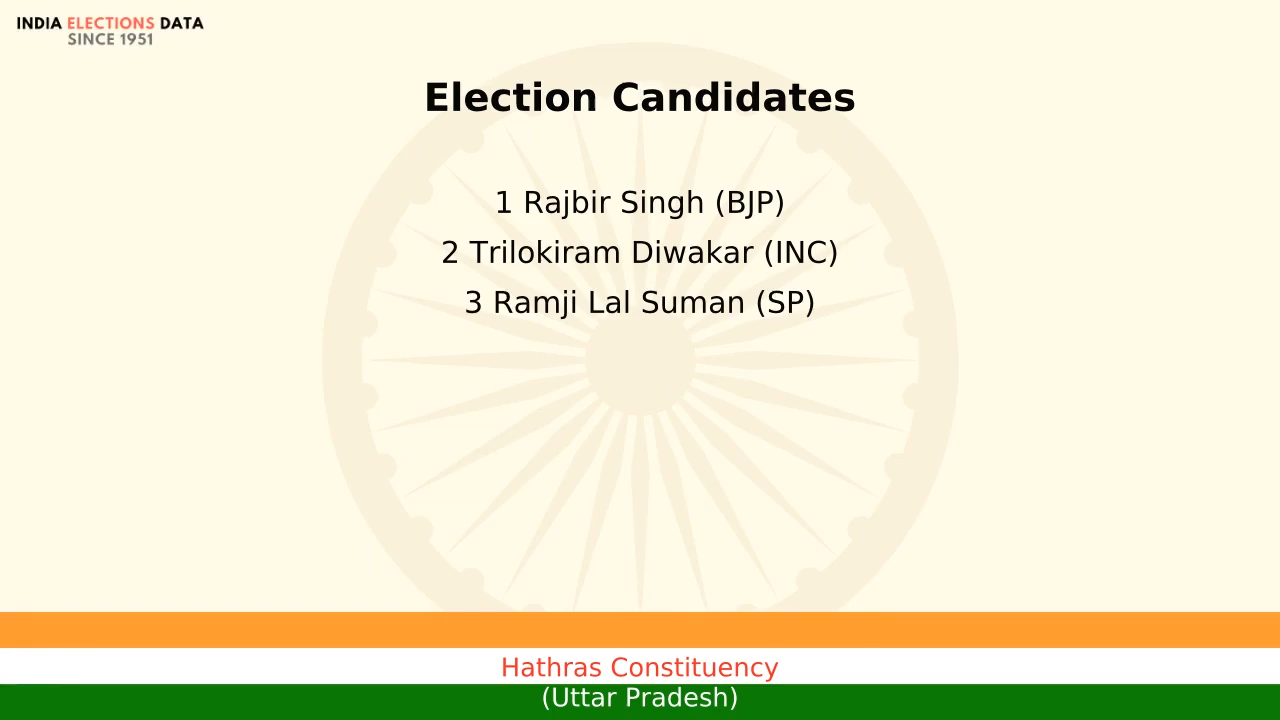 INDIA ELECTIONS DATA
SINCE 1951
Election Candidates
1 Rajbir Singh (BJP)
2 Trilokiram Diwakar (INC)
3 Ramji Lal Suman (SP)
Hathras Constituency
(Uttar Pradesh)